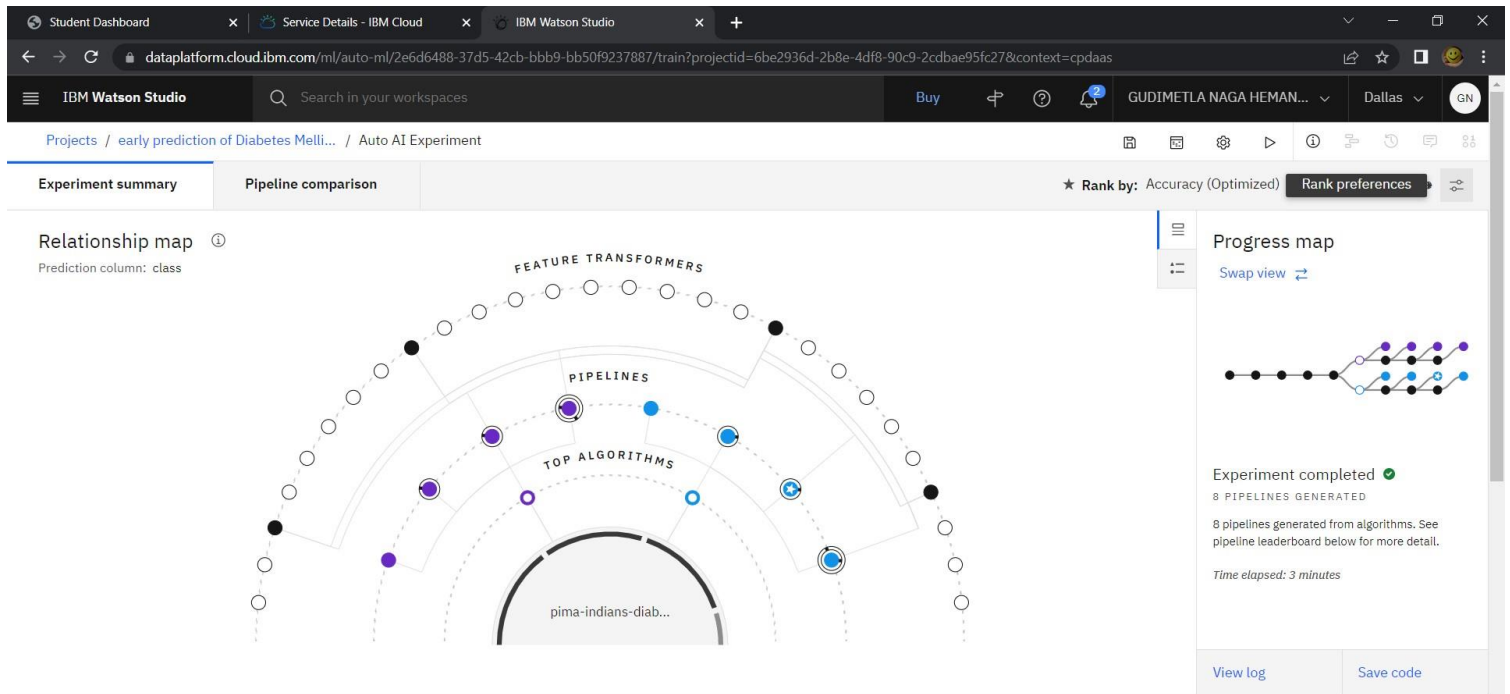 Student Dashboard
Service Details - IBM Cloud
IBM Watson Studio
dataplatform.cloud.ibm.com/ml/auto-ml/2e6d6488-37d5-42cb-bbb9-bb50f9237887/train?projectid=6be2936d-2b8e-4df8-90c9-2cdbae95fc27&context=cpdaas
IBM Watson Studio
Search in your workspaces
Buy
2
GUDIMETLA NAGA HEMAN...
Dallas
GN
Projects / early prediction of Diabetes Melli... / Auto AI Experiment
Experiment summary
Pipeline comparison
Rank by: Accuracy (Optimized)
Rank preferences
Relationship map
Prediction column: class
FEATURE TRANSFORMERS
PIPELINES
TOP ALGORITHMS
pima-indians-diab...
Progress map
Swap view
Experiment completed
8 PIPELINES GENERATED
8 pipelines generated from algorithms. See
pipeline leaderboard below for more detail.
Time elapsed: 3 minutes
View log
Save code